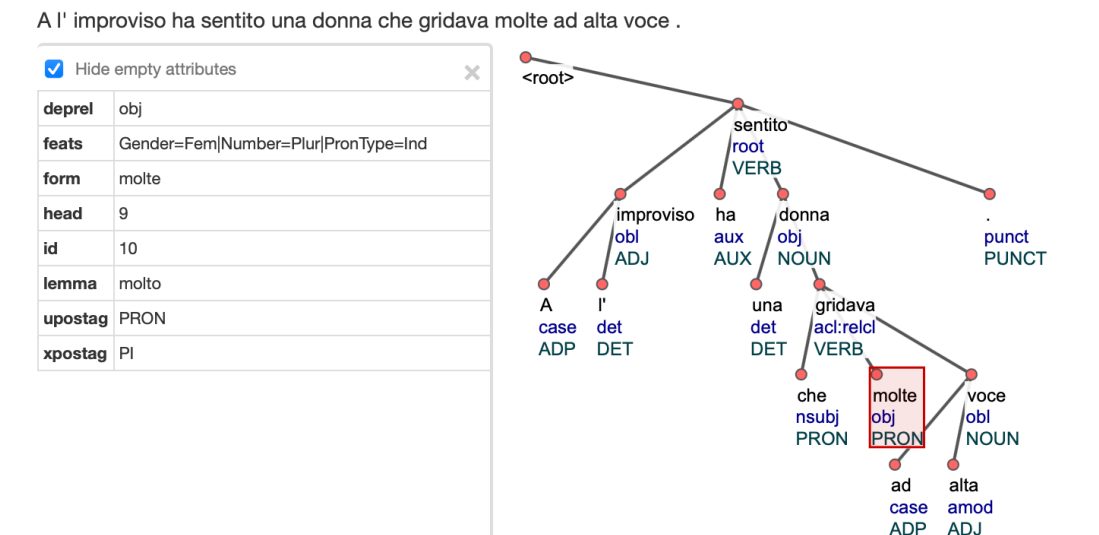 A l' improviso ha sentito una donna che gridava molte ad alta voce .
Hide empty attributes ×
deprel obj
feats Gender=Fem|Number=Plur|PronType=Ind
form molte
head 9
id 10
lemma molto
upostag PRON
xpostag PI
<root>
sentito
root
VERB
improviso ha donna .
obl aux obj punct
ADJ AUX NOUN PUNCT
A l' una gridava
case det det acl:relcl
ADP DET DET VERB
che molte voce
nsubj obj obl
PRON PRON NOUN
ad alta
case amod
ADP ADJ